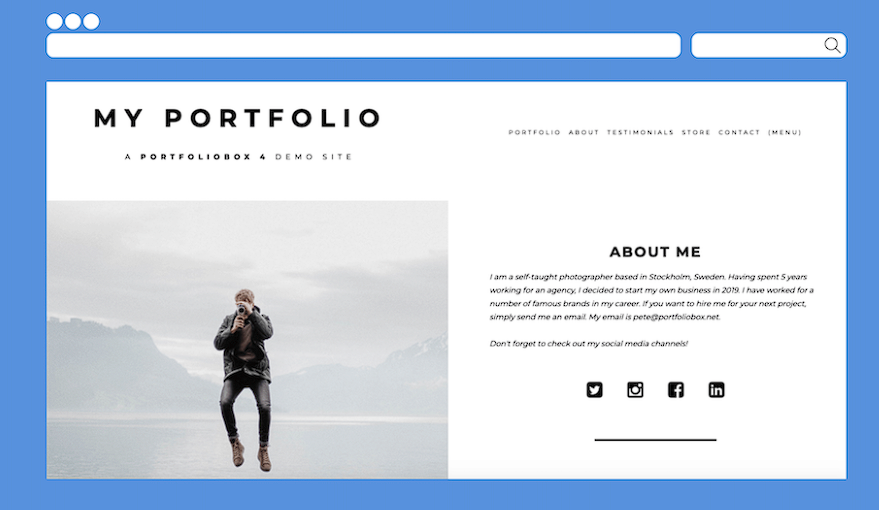 MY PORTFOLIO
A PORTFOLIOBOX 4 DEMO SITE
PORTFOLIO ABOUT TESTIMONIALS STORE CONTACT (MENU)
ABOUT ME
I am a self-taught photographer based in Stockholm, Sweden. Having spent 5 years
working for an agency, I decided to start my own business in 2019. I have worked for a
number of famous brands in my career. If you want to hire me for your next project,
simply send me an email. My email is pete@portfoliobox.net.
Don't forget to check out my social media channels!